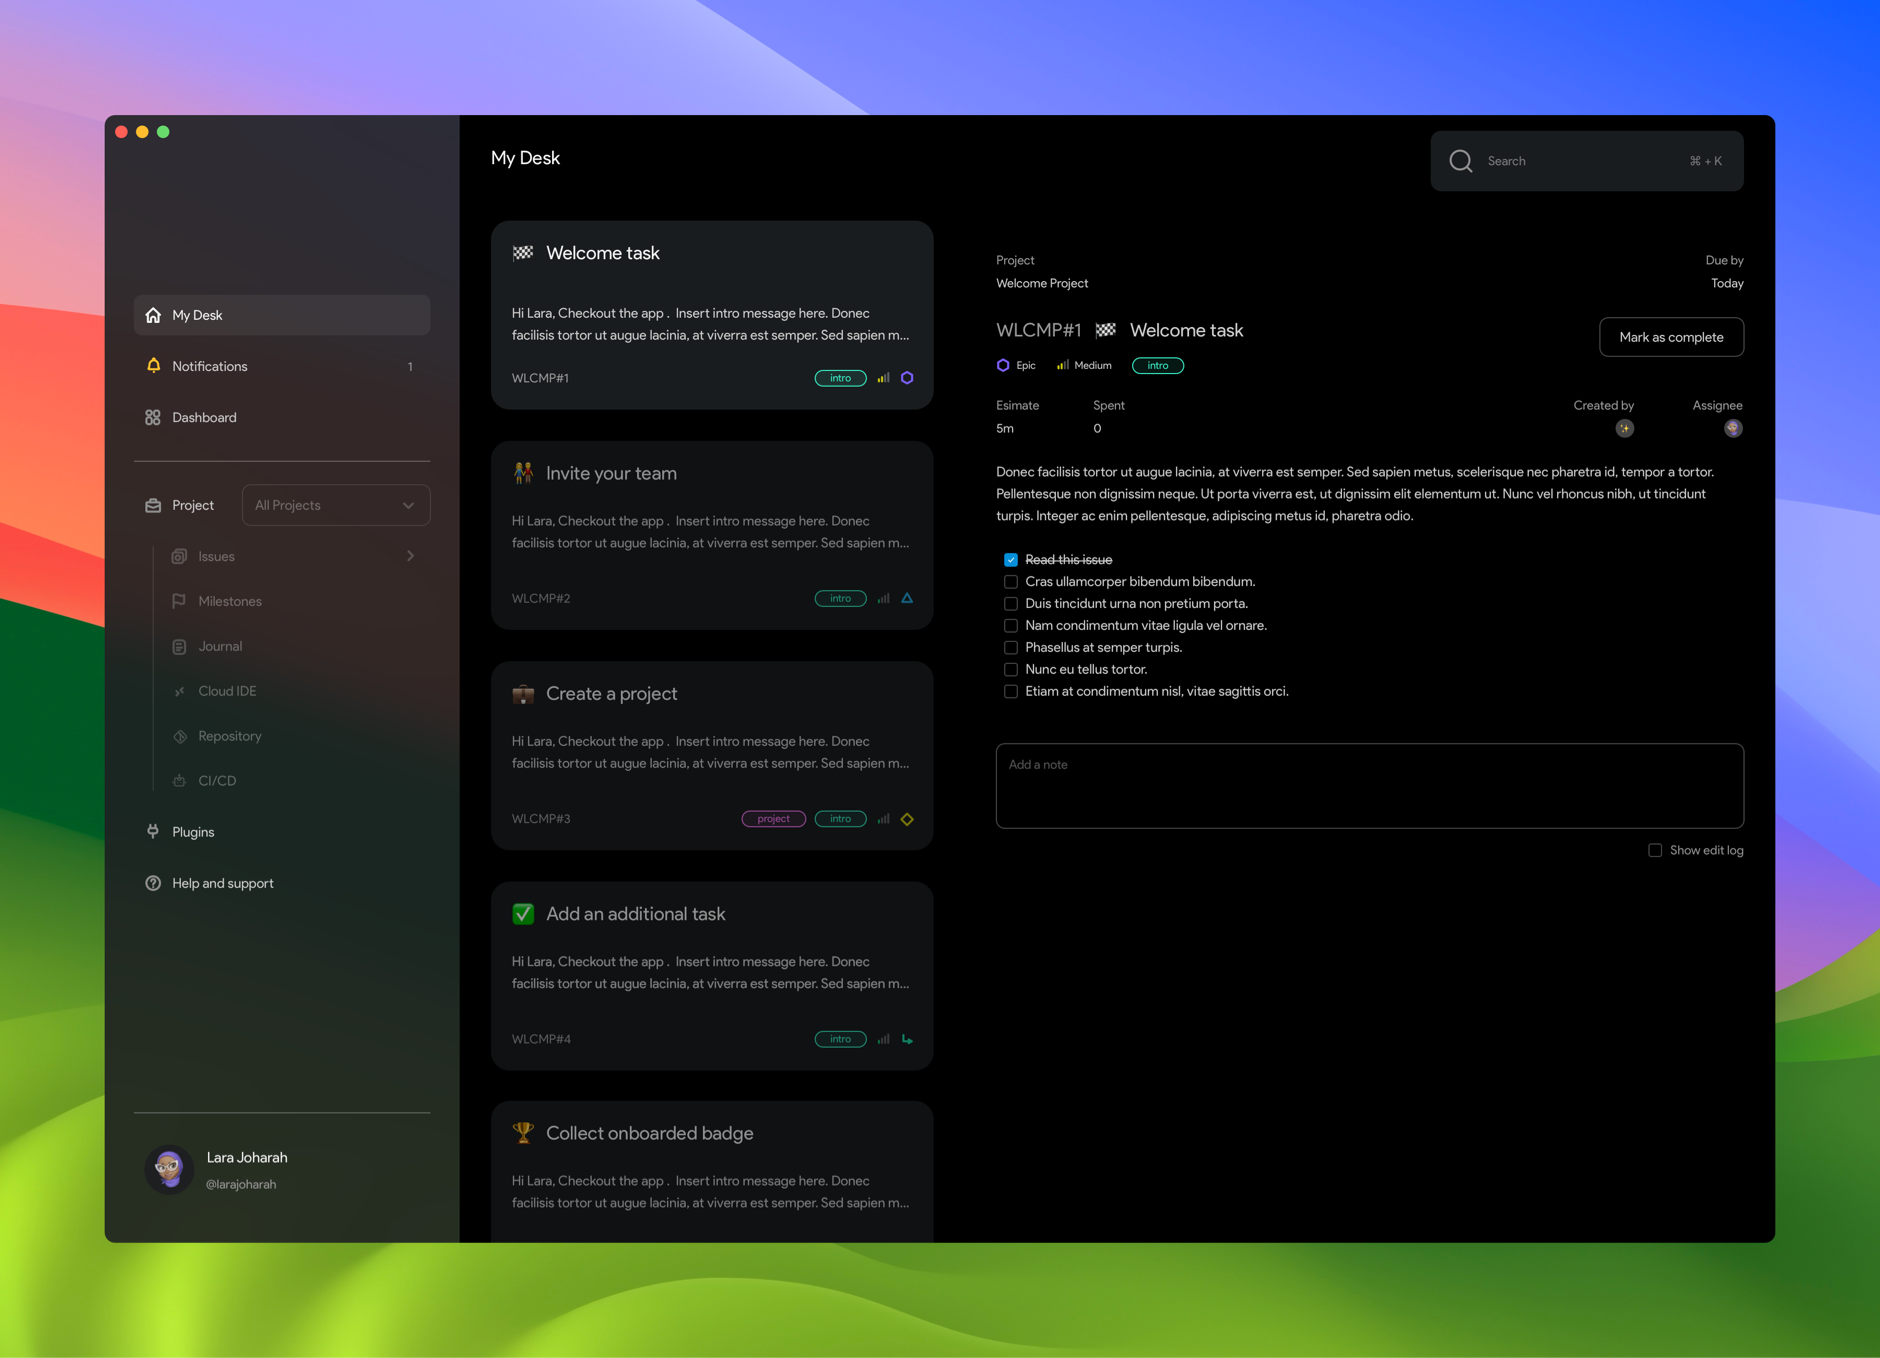 My Desk
Search
⌘ + K
My Desk
Notifications
1
Dashboard
Project
All Projects
Issues
Milestones
Journal
Cloud IDE
Repository
CI/CD
Plugins
Help and support
Lara Joharah
@larajoharah
Welcome task
Hi Lara, Checkout the app . Insert intro message here. Donec
facilisis tortor ut augue lacinia, at viverra est semper. Sed sapien m...
WLCMP#1
intro
Invite your team
Hi Lara, Checkout the app . Insert intro message here. Donec
facilisis tortor ut augue lacinia, at viverra est semper. Sed sapien m...
WLCMP#2
intro
Create a project
Hi Lara, Checkout the app . Insert intro message here. Donec
facilisis tortor ut augue lacinia, at viverra est semper. Sed sapien m...
WLCMP#3
project
intro
Add an additional task
Hi Lara, Checkout the app . Insert intro message here. Donec
facilisis tortor ut augue lacinia, at viverra est semper. Sed sapien m...
WLCMP#4
intro
Collect onboarded badge
Hi Lara, Checkout the app . Insert intro message here. Donec
facilisis tortor ut augue lacinia, at viverra est semper. Sed sapien m...
Project
Due by
Welcome Project
Today
WLCMP#1 Welcome task
Mark as complete
Epic
Medium
intro
Esimate
Spent
Created by
Assignee
5m
0
Donec facilisis tortor ut augue lacinia, at viverra est semper. Sed sapien metus, scelerisque nec pharetra id, tempor a tortor.
Pellentesque non dignissim neque. Ut porta viverra est, ut dignissim elit elementum ut. Nunc vel rhoncus nibh, ut tincidunt
turpis. Integer ac enim pellentesque, adipiscing metus id, pharetra odio.
Read this issue
Cras ullamcorper bibendum bibendum.
Duis tincidunt urna non pretium porta.
Nam condimentum vitae ligula vel ornare.
Phasellus at semper turpis.
Nunc eu tellus tortor.
Etiam at condimentum nisl, vitae sagittis orci.
Add a note
Show edit log